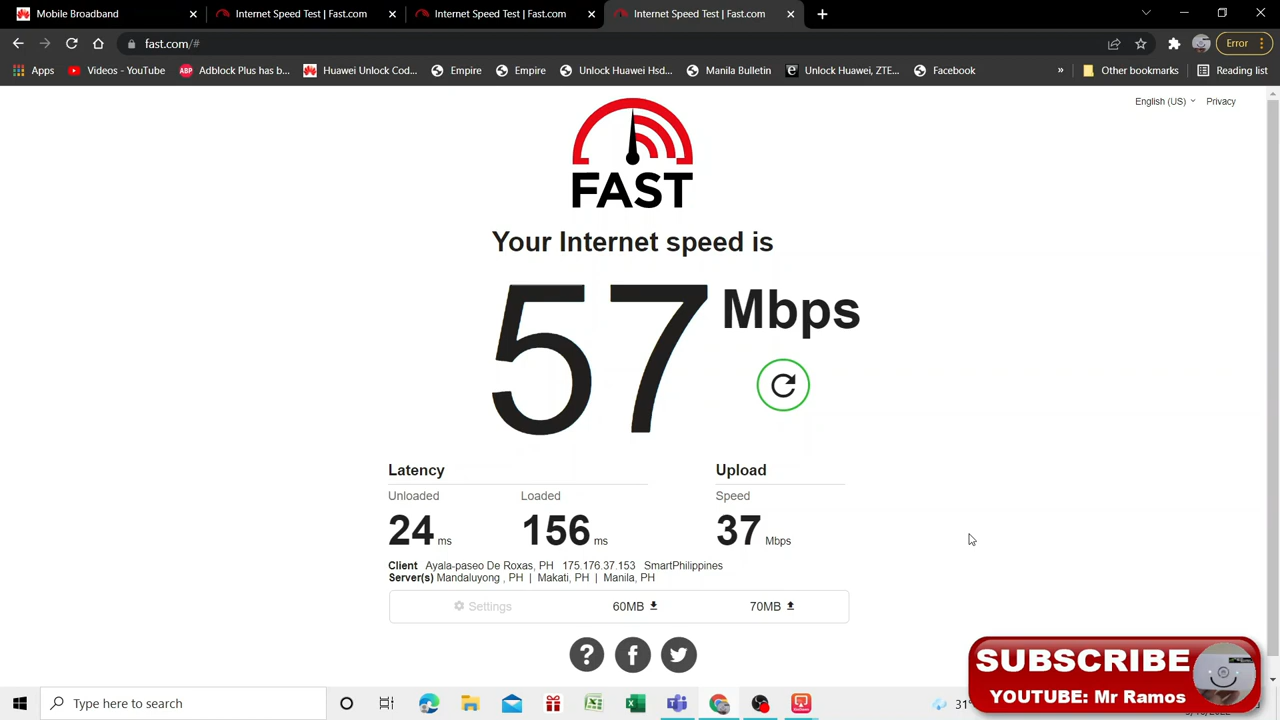 Mobile Broadband
Internet Speed Test | Fast.com
Internet Speed Test | Fast.com
Internet Speed Test | Fast.com
fast.com/#
Error
Apps
Videos - YouTube
Adblock Plus has b...
Huawei Unlock Cod...
Empire
Empire
Unlock Huawei Hsd...
Manila Bulletin
Unlock Huawei, ZTE...
Facebook
»
Other bookmarks
Reading list
English (US)
Privacy
FAST
Your Internet speed is
57 Mbps
Latency
Upload
Unloaded
Loaded
Speed
24 ms
156 ms
37 Mbps
Client Ayala-paseo De Roxas, PH 175.176.37.153 SmartPhilippines
Server(s) Mandaluyong , PH | Makati, PH | Manila, PH
Settings
60MB
70MB
?
f
SUBSCRIBE
YOUTUBE: Mr Ramos
Type here to search
31°